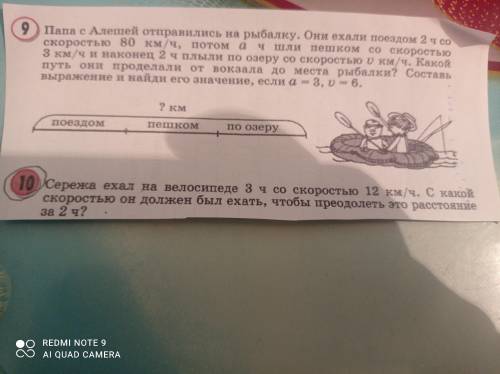 9 Папа с Алешей отправились на рыбалку. Они ехали поездом 2 ч со
скоростью 80 км/ч, потом a ч шли пешком со скоростью
3 км/ч и наконец 2 ч плыли по озеру со скоростью v км/ч. Какой
путь они проделали от вокзала до места рыбалки? Составь
выражение и найди его значение, если a = 3, v = 6.
? км
поездом пешком по озеру
10 Сережа ехал на велосипеде 3 ч со скоростью 12 км/ч. С какой
скоростью он должен был ехать, чтобы преодолеть это расстояние
за 2 ч?
REDMI NOTE 9
AI QUAD CAMERA